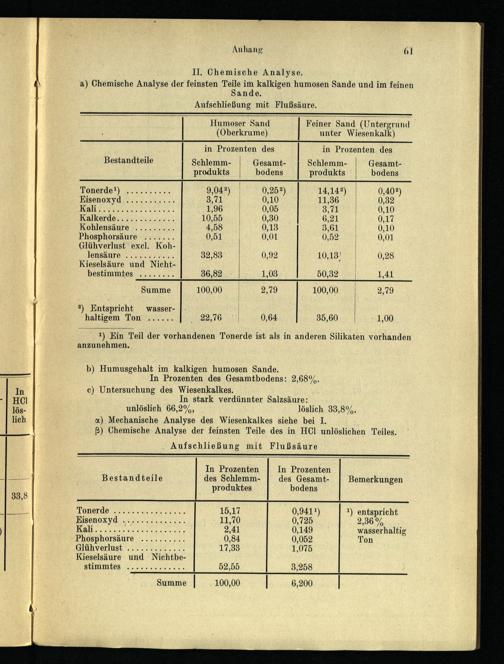 Anhang 61
II. Chemische Analyse.
a) Chemische Analyse der feinsten Teile im kalkigen humosen Sande und im feinen
Sande.
Aufschließung mit Flußsäure.
Bestandteile
Humoser Sand Feiner Sand (Untergrund
(Oberkrume) unter Wiesenkalk)
in Prozenten des in Prozenten des
Schlemm- Gesamt- Schlemm- Gesamt-
produkts bodens produkts bodens
Tonerde¹) .......... 9,04²) 0,25²) 14,14²) 0,40²)
Eisenoxyd .......... 3,71 0,10 11,36 0,32
Kali .......... 1,96 0,05 3,71 0,10
Kalkerde .......... 10,55 0,30 6,21 0,17
Kohlensäure .......... 4,58 0,13 3,61 0,10
Phosphorsäure ....... 0,51 0,01 0,52 0,01
Glühverlust excl. Koh-
lensäure .......... 32,83 0,92 10,13 0,28
Kieselsäure und Nicht-
bestimmtes ........ 36,82 1,03 50,32 1,41
Summe 100,00 2,79 100,00 2,79
²) Entspricht wasser-
haltigem Ton ...... 22,76 0,64 35,60 1,00
¹) Ein Teil der vorhandenen Tonerde ist als in anderen Silikaten vorhanden
anzunehmen.
b) Humusgehalt im kalkigen humosen Sande.
In Prozenten des Gesamtbodens: 2,68%.
c) Untersuchung des Wiesenkalkes.
In stark verdünnter Salzsäure:
unlöslich 66,2%, löslich 33,8%.
α) Mechanische Analyse des Wiesenkalkes siehe bei I.
β) Chemische Analyse der feinsten Teile des in HCl unlöslichen Teiles.
Aufschließung mit Flußsäure
Bestandteile
In Prozenten In Prozenten
des Schlemm- des Gesamt- Bemerkungen
produktes bodens
Tonerde .......... 15,17 0,941¹) ¹) entspricht
Eisenoxyd .......... 11,70 0,725 2,36%
Kali .......... 2,41 0,149 wasserhaltig
Phosphorsäure .......... 0,84 0,052 Ton
Glühverlust .......... 17,33 1,075
Kieselsäure und Nichtbe-
stimmtes .......... 52,55 3,258
Summe 100,00 6,200
In
HCl
lös-
lich
33,8